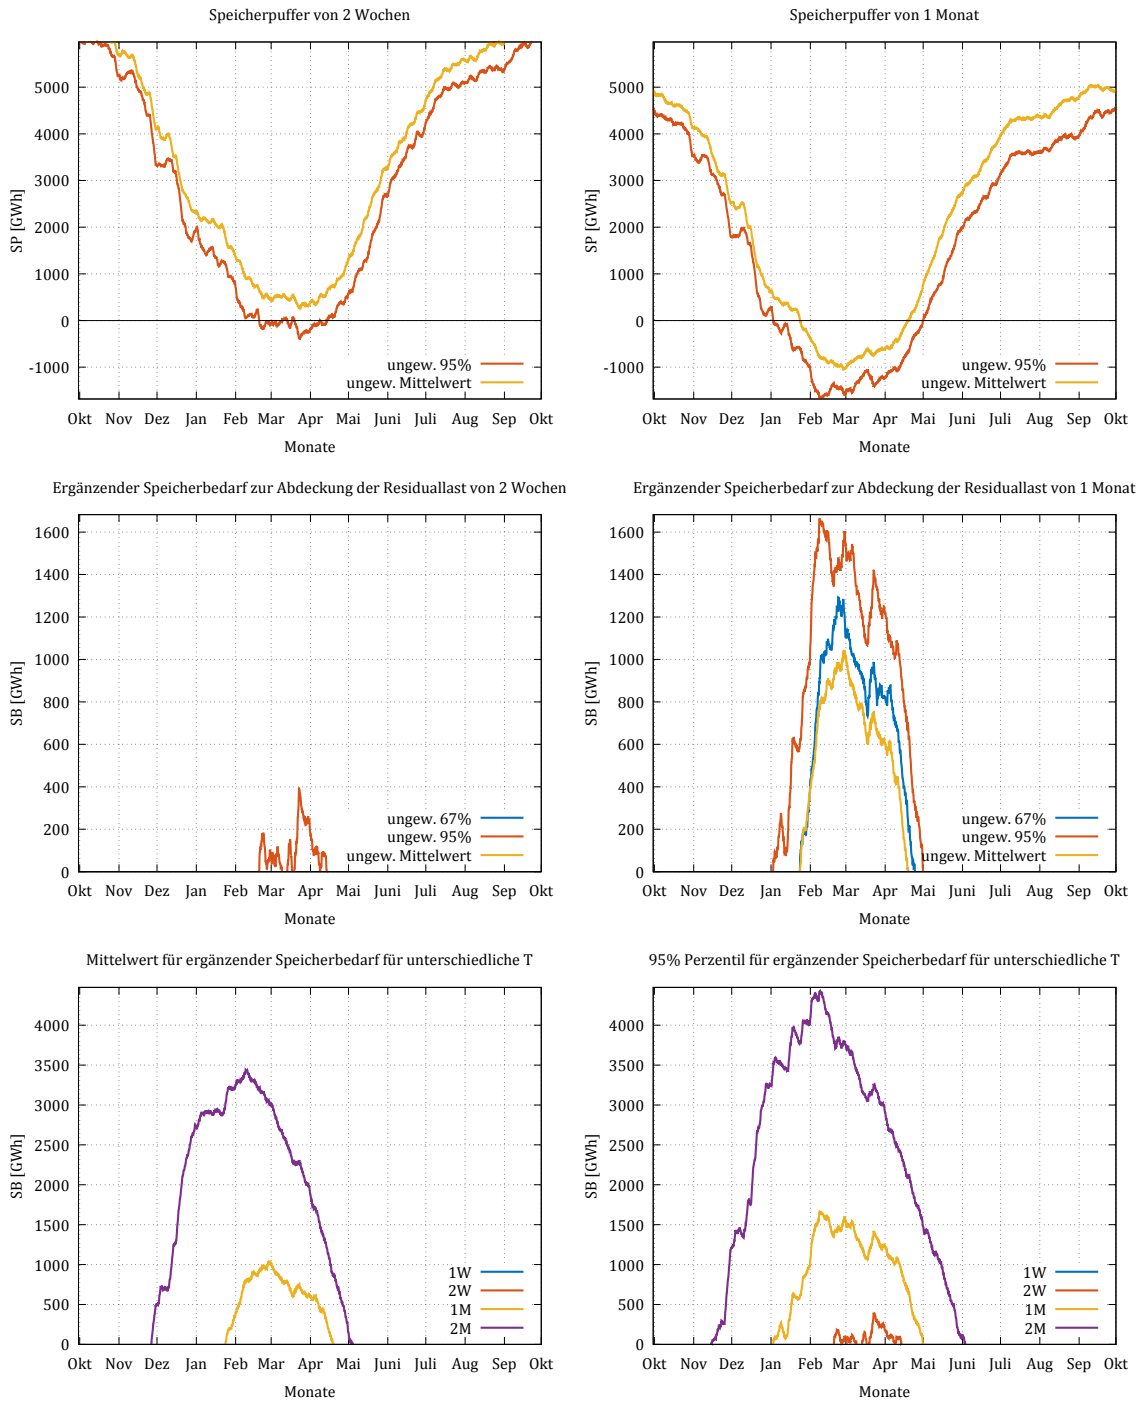 Speicherpuffer von 2 Wochen
SP [GWh]
5000
4000
3000
2000
1000
0
-1000
ungew. 95%
ungew. Mittelwert
Okt Nov Dez Jan Feb Mar Apr Mai Juni Juli Aug Sep Okt
Monate
Speicherpuffer von 1 Monat
SP [GWh]
5000
4000
3000
2000
1000
0
-1000
ungew. 95%
ungew. Mittelwert
Okt Nov Dez Jan Feb Mar Apr Mai Juni Juli Aug Sep Okt
Monate
Ergänzender Speicherbedarf zur Abdeckung der Residuallast von 2 Wochen
SB [GWh]
1600
1400
1200
1000
800
600
400
200
0
ungew. 67%
ungew. 95%
ungew. Mittelwert
Okt Nov Dez Jan Feb Mar Apr Mai Juni Juli Aug Sep Okt
Monate
Ergänzender Speicherbedarf zur Abdeckung der Residuallast von 1 Monat
SB [GWh]
1600
1400
1200
1000
800
600
400
200
0
ungew. 67%
ungew. 95%
ungew. Mittelwert
Okt Nov Dez Jan Feb Mar Apr Mai Juni Juli Aug Sep Okt
Monate
Mittelwert für ergänzender Speicherbedarf für unterschiedliche T
SB [GWh]
4000
3500
3000
2500
2000
1500
1000
500
0
1W
2W
1M
2M
Okt Nov Dez Jan Feb Mar Apr Mai Juni Juli Aug Sep Okt
Monate
95% Perzentil für ergänzender Speicherbedarf für unterschiedliche T
SB [GWh]
4000
3500
3000
2500
2000
1500
1000
500
0
1W
2W
1M
2M
Okt Nov Dez Jan Feb Mar Apr Mai Juni Juli Aug Sep Okt
Monate